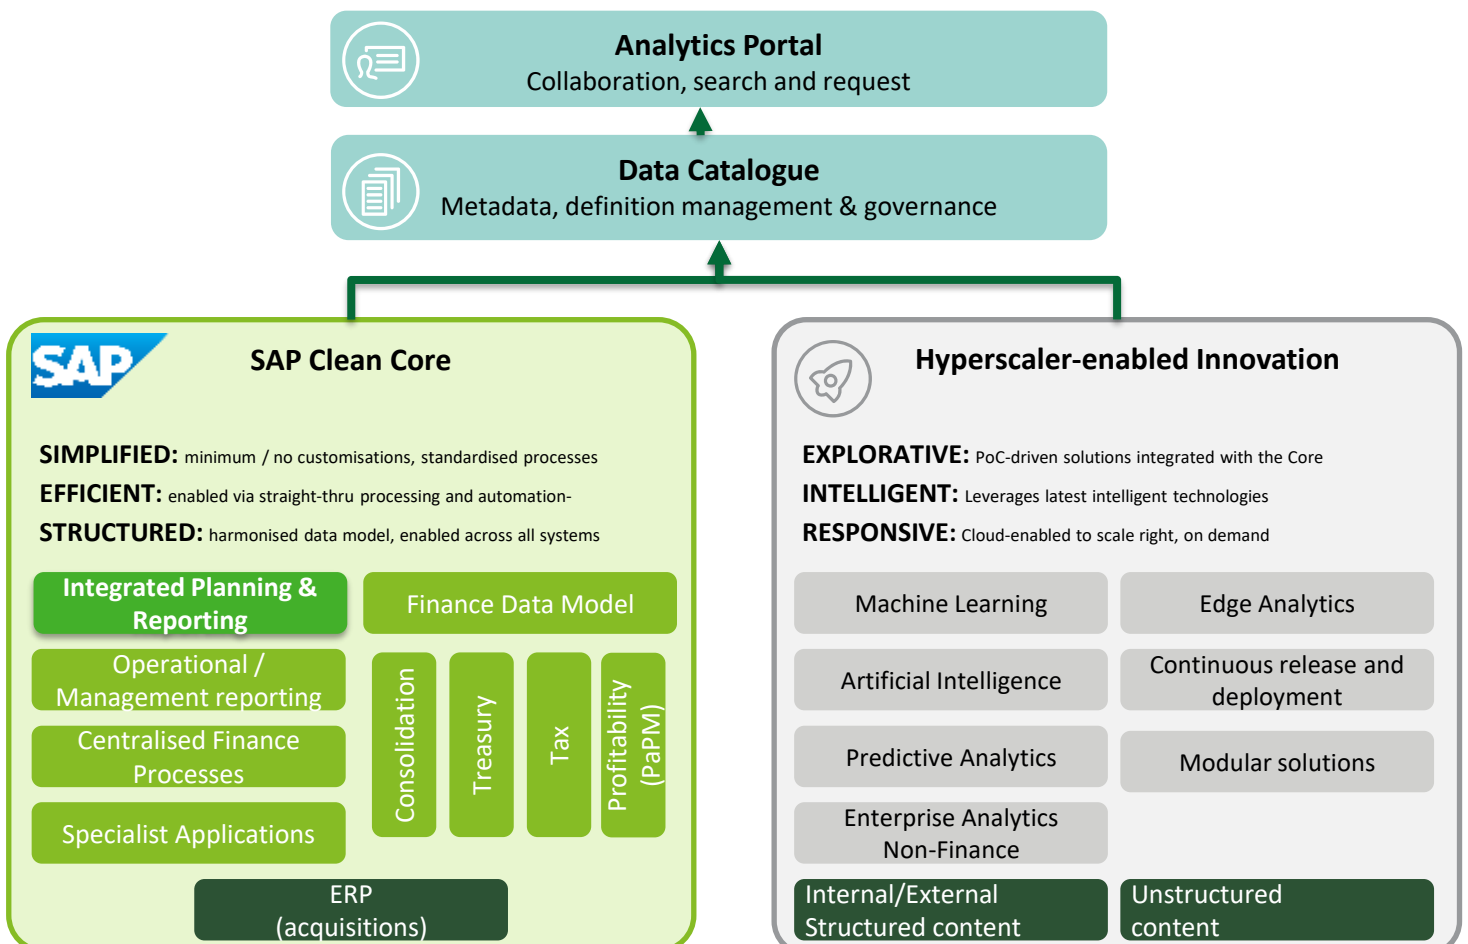 Analytics Portal
Collaboration, search and request
Data Catalogue
Metadata, definition management & governance
SAP
SAP Clean Core
SIMPLIFIED: minimum / no customisations, standardised processes
EFFICIENT: enabled via straight-thru processing and automation-
STRUCTURED: harmonised data model, enabled across all systems
Integrated Planning &
Reporting
Finance Data Model
Operational /
Management reporting
Centralised Finance
Processes
Specialist Applications
Consolidation
Treasury
Tax
Profitability
(PaPM)
ERP
(acquisitions)
Hyperscaler-enabled Innovation
EXPLORATIVE: PoC-driven solutions integrated with the Core
INTELLIGENT: Leverages latest intelligent technologies
RESPONSIVE: Cloud-enabled to scale right, on demand
Machine Learning
Edge Analytics
Artificial Intelligence
Continuous release and
deployment
Predictive Analytics
Modular solutions
Enterprise Analytics
Non-Finance
Internal/External
Structured content
Unstructured
content